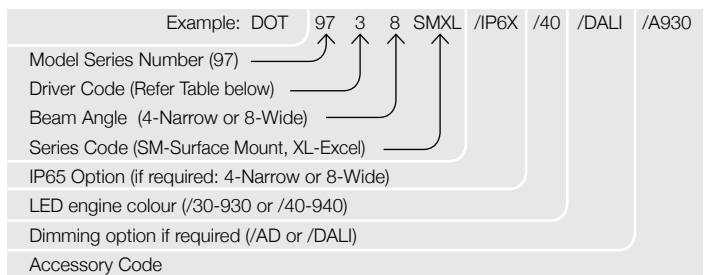 Example: DOT 97 3 8 SMXL /IP6X /40 /DALI /A930
Model Series Number (97)
Driver Code (Refer Table below)
Beam Angle (4-Narrow or 8-Wide)
Series Code (SM-Surface Mount, XL-Excel)
IP65 Option (if required: 4-Narrow or 8-Wide)
LED engine colour (/30-930 or /40-940)
Dimming option if required (/AD or /DALI)
Accessory Code